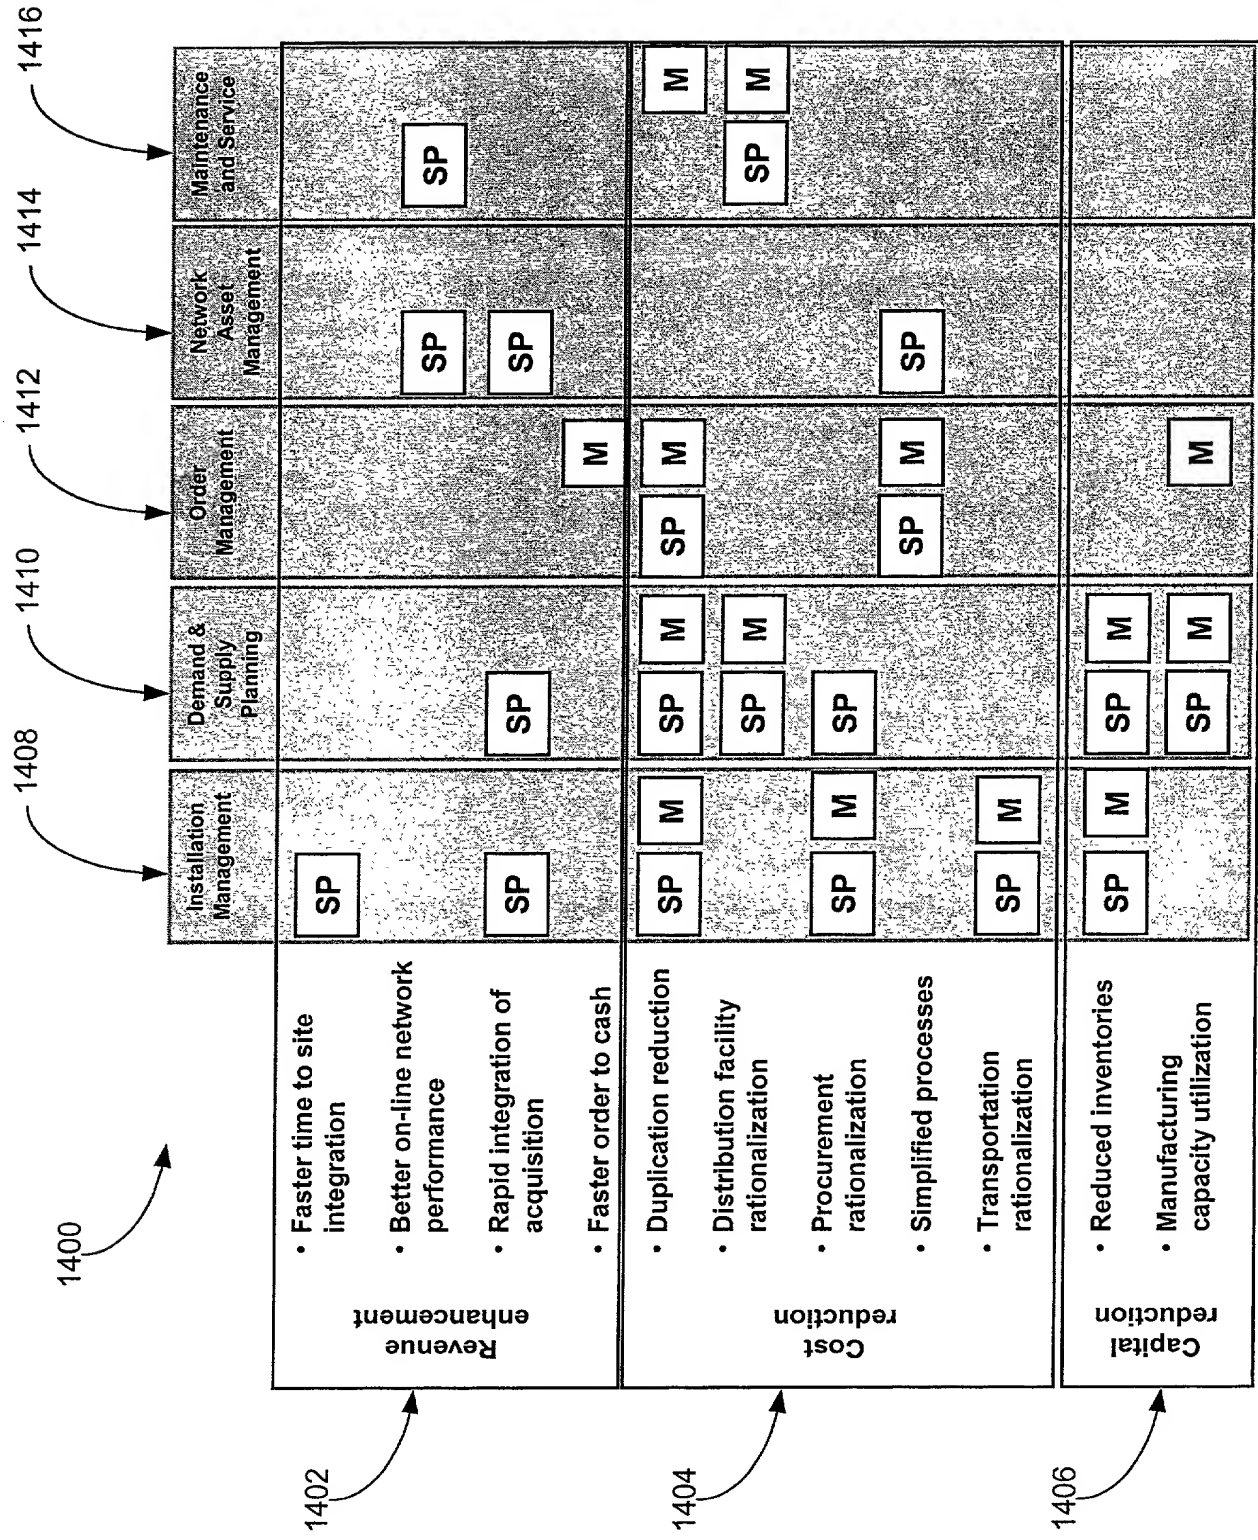 1400
1408
1410
1412
1414
1416
Installation
Management
Demand &
Supply
Planning
Order
Management
Network
Asset
Management
Maintenance
and Service
1402
Revenue
enhancement
• Faster time to site
integration
SP
• Better on-line network
performance
SP
SP
• Rapid integration of
acquisition
SP
SP
SP
• Faster order to cash
M
1404
Cost
reduction
• Duplication reduction
SP
M
SP
M
SP
M
M
• Distribution facility
rationalization
SP
M
SP
M
• Procurement
rationalization
SP
M
SP
• Simplified processes
SP
M
SP
• Transportation
rationalization
SP
M
1406
Capital
reduction
• Reduced inventories
SP
M
SP
M
• Manufacturing
capacity utilization
SP
M
M